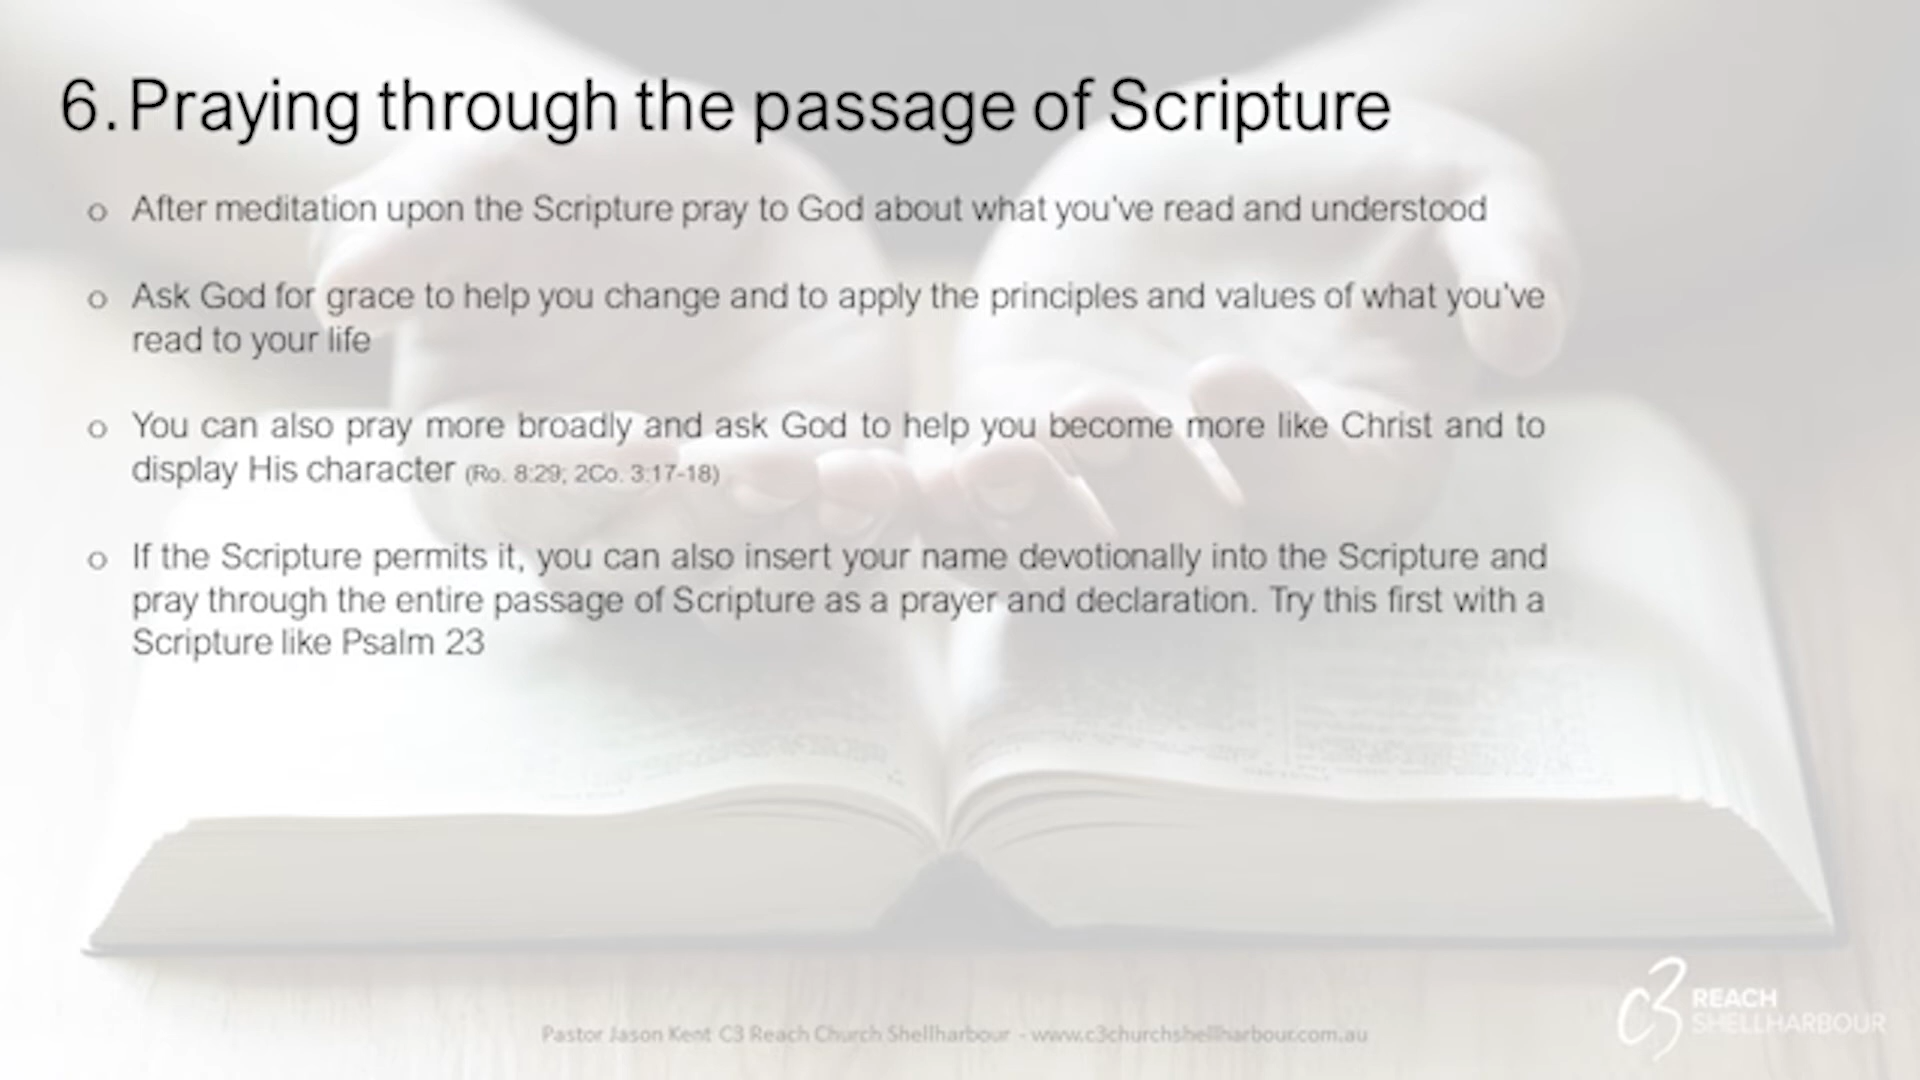 6. Praying through the passage of Scripture
o After meditation upon the Scripture pray to God about what you've read and understood
o Ask God for grace to help you change and to apply the principles and values of what you've
read to your life
o You can also pray more broadly and ask God to help you become more like Christ and to
display His character (Ro. 8:29; 2Co. 3:17-18)
o If the Scripture permits it, you can also insert your name devotionally into the Scripture and
pray through the entire passage of Scripture as a prayer and declaration. Try this first with a
Scripture like Psalm 23
C3 REACH
SHELLHARBOUR
Pastor Jason Kent C3 Reach Church Shellharbour - www.c3churchshellharbour.com.au